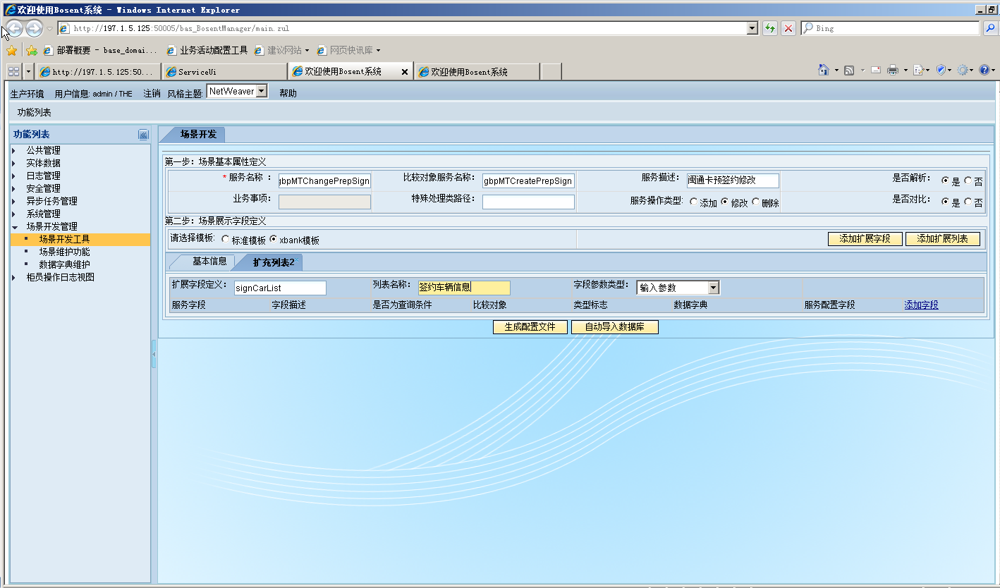 欢迎使用Bosent系统 - Windows Internet Explorer
http://197.1.5.125:50005/bas_BosentManager/main.zul
Bing
部署概要 - base_domai...
业务活动配置工具
建议网站
网页快讯库
http://197.1.5.125:50...
ServiceUi
欢迎使用Bosent系统
欢迎使用Bosent系统
生产环境 用户信息: admin / THE 注销 风格主题: NetWeaver 帮助
功能列表
功能列表
公共管理
实体数据
日志管理
安全管理
异步任务管理
系统管理
场景开发管理
场景开发工具
场景维护功能
数据字典维护
柜员操作日志视图
场景开发
第一步：场景基本属性定义
* 服务名称： gbpMTChangePrepSign 比较对象服务名称： gbpMTCreatePrepSign 服务描述： 闽通卡预签约修改 是否解析： 是 否
业务事项： 特殊处理类路径： 服务操作类型: 添加 修改 删除 是否对比： 是 否
第二步：场景展示字段定义
请选择模板: 标准模板 xbank模板 添加扩展字段 添加扩展列表
基本信息 扩充列表2
扩展字段定义： signCarList 列表名称： 签约车辆信息 字段参数类型： 输入参数
服务字段 字段描述 是否为查询条件 比较对象 类型标志 数据字典 服务配置字段 添加字段
生成配置文件 自动导入数据库